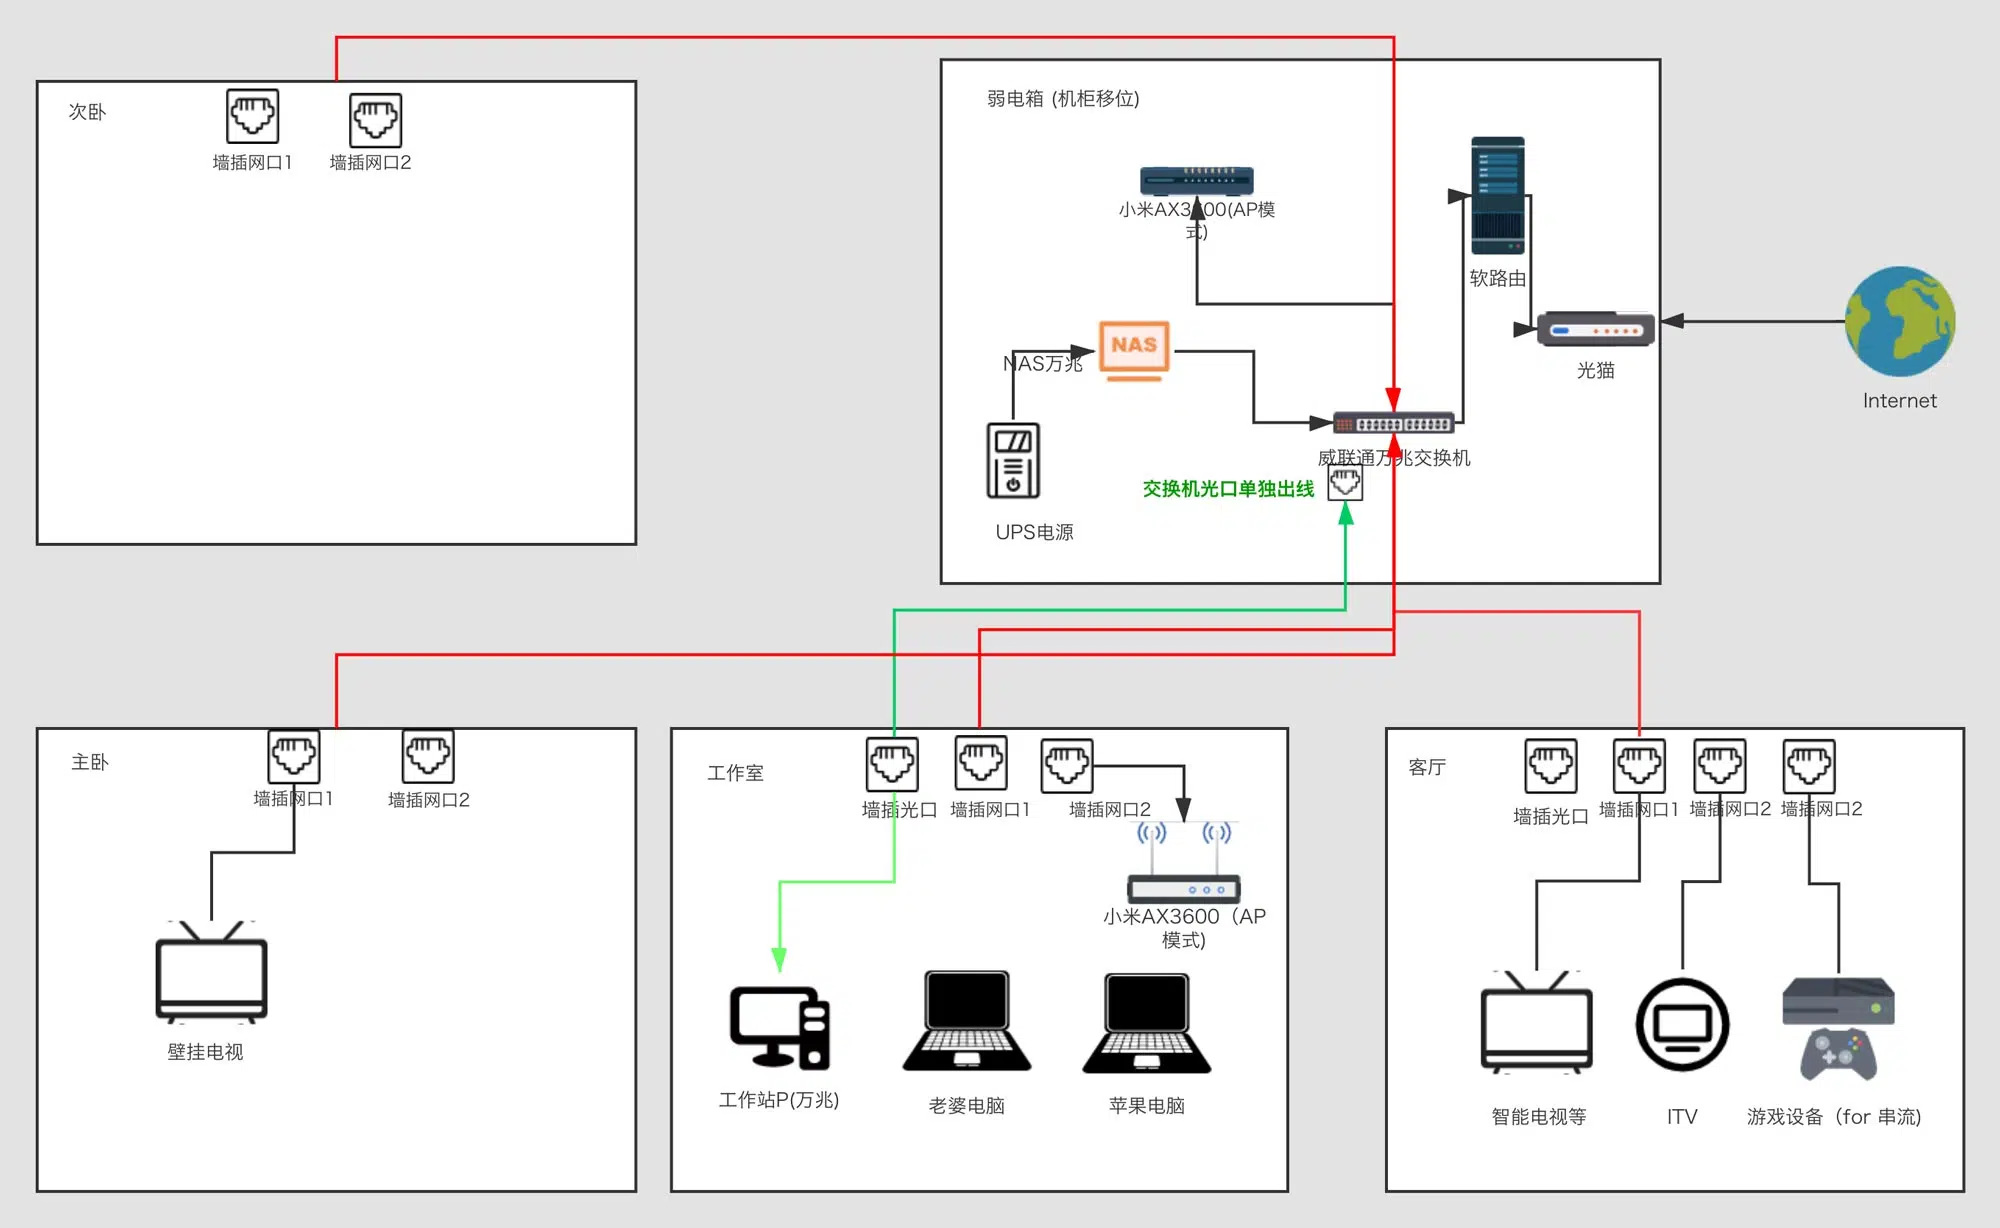 次卧
墙插网口1
墙插网口2
弱电箱 (机柜移位)
小米AX3600(AP模
式)
软路由
光猫
Internet
NAS
NAS万兆
威联通万兆交换机
交换机光口单独出线
UPS电源
主卧
墙插网口1
墙插网口2
壁挂电视
工作室
墙插光口
墙插网口1
墙插网口2
小米AX3600（AP
模式)
工作站P(万兆)
老婆电脑
苹果电脑
客厅
墙插光口
墙插网口1
墙插网口2
墙插网口2
智能电视等
ITV
游戏设备（for 串流)